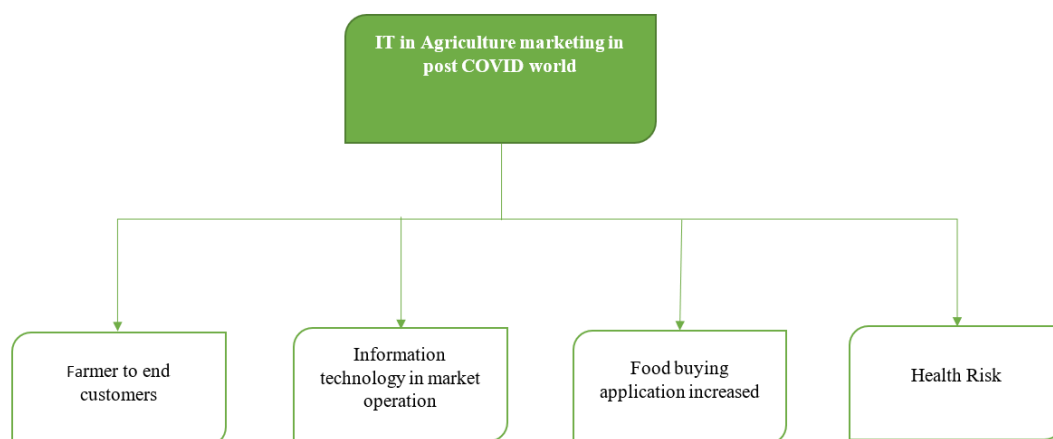 IT in Agriculture marketing in
post COVID world
Farmer to end
customers
Information
technology in market
operation
Food buying
application increased
Health Risk